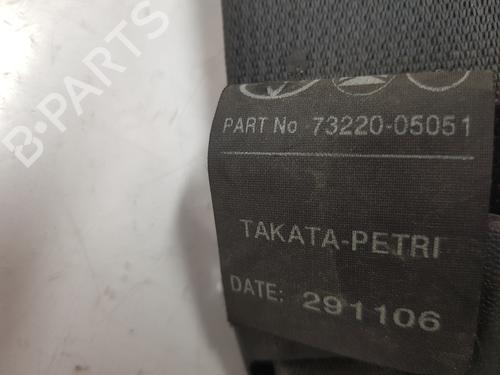 B-PARTS
PART No 73220-05051
TAKATA-PETRI
DATE: 291106